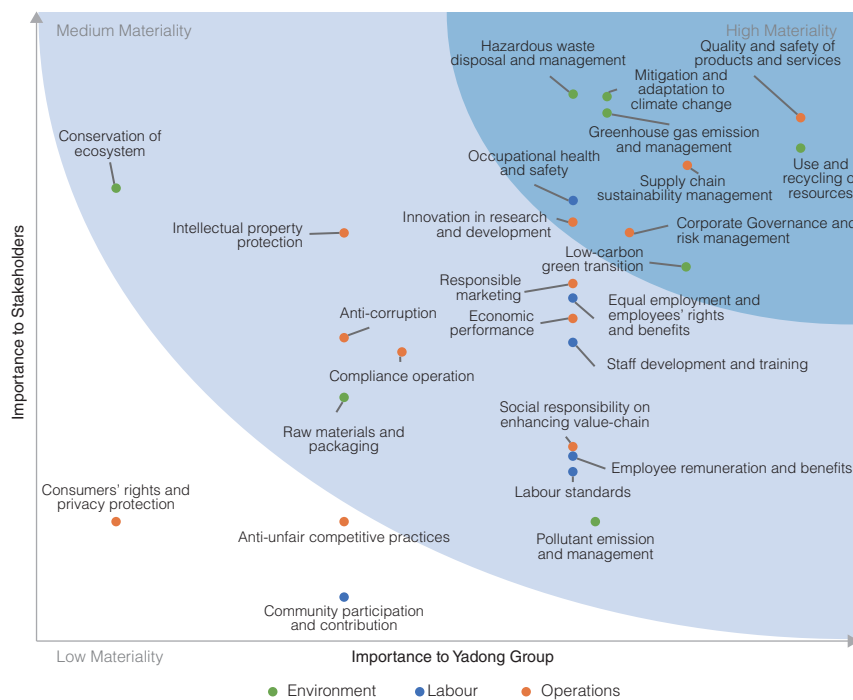 Medium Materiality
High Materiality
Hazardous waste
disposal and management
Quality and safety of
products and services
Mitigation and
adaptation to
climate change
Conservation of
ecosystem
Greenhouse gas emission
and management
Occupational health
and safety
Use and
recycling of
resources
Supply chain
sustainability management
Intellectual property
protection
Innovation in research
and development
Corporate Governance and
risk management
Low-carbon
green transition
Responsible
marketing
Equal employment and
employees' rights
and benefits
Economic
performance
Anti-corruption
Compliance operation
Staff development and training
Raw materials and
packaging
Social responsibility on
enhancing value-chain
Employee remuneration and benefits
Labour standards
Consumers' rights and
privacy protection
Anti-unfair competitive practices
Pollutant emission
and management
Community participation
and contribution
Importance to Stakeholders
Low Materiality
Importance to Yadong Group
Environment
Labour
Operations